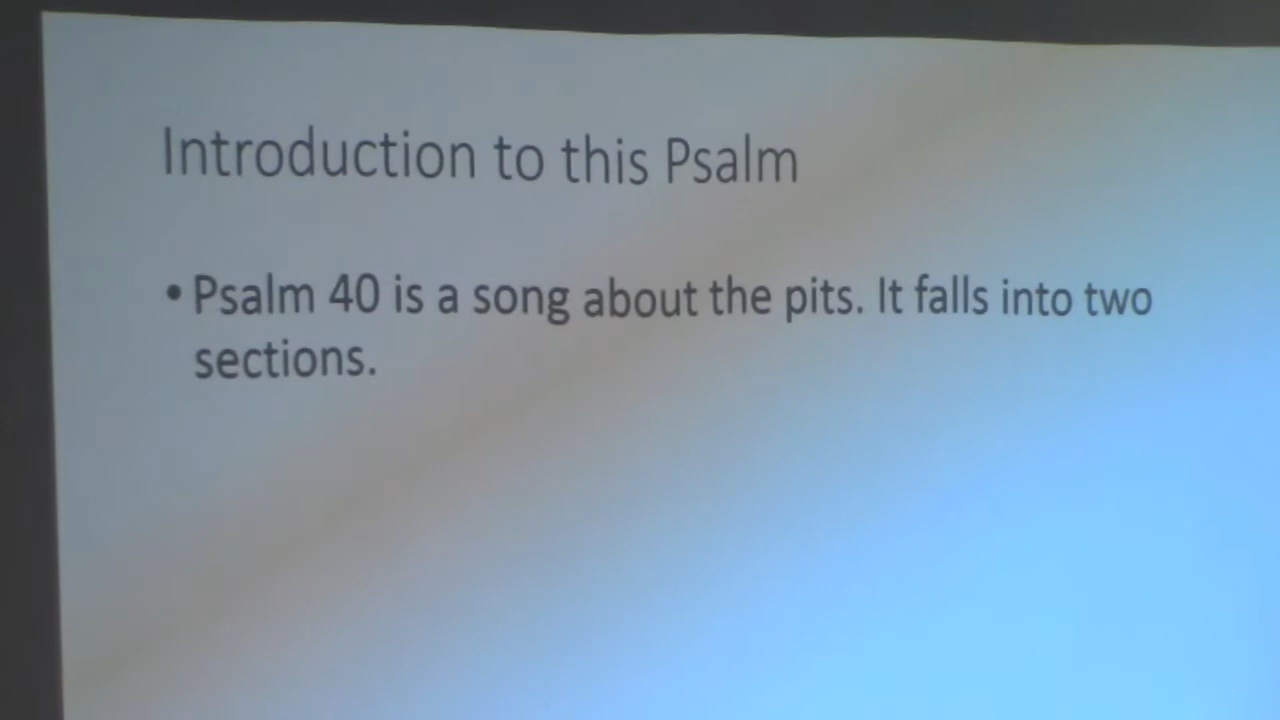 Introduction to this Psalm
• Psalm 40 is a song about the pits. It falls into two
sections.